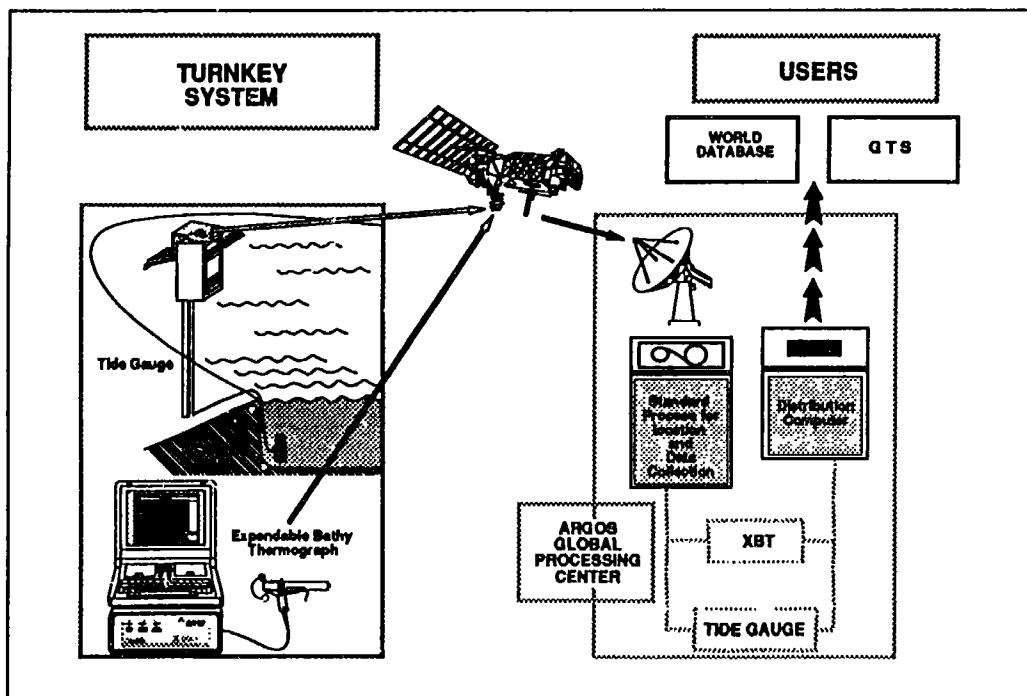 TURNKEY
SYSTEM
USERS
WORLD
DATABASE
G T S
Tide Gauge
Standard
Process for
location
and
Data
Collection
Distribution
Computer
Expendable Bathy
Thermograph
ARGOS
GLOBAL
PROCESSING
CENTER
XBT
TIDE GAUGE